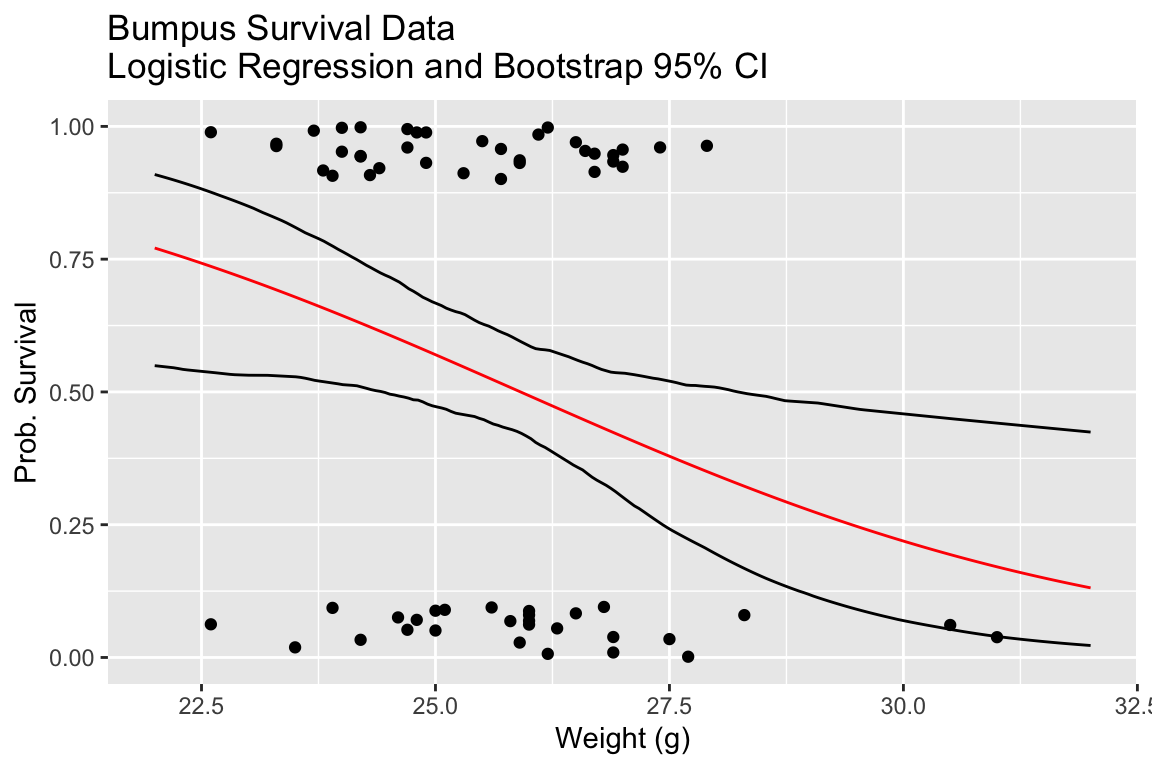 Bumpus Survival Data
Logistic Regression and Bootstrap 95% CI
Prob. Survival
1.00
0.75
0.50
0.25
0.00
22.5
25.0
27.5
30.0
32.5
Weight (g)